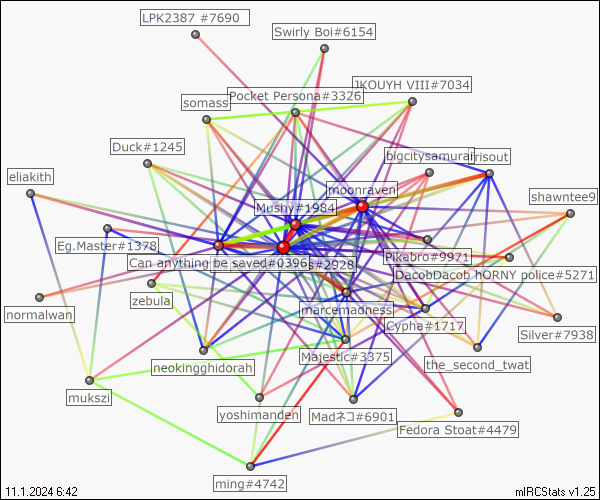 LPK2387 #7690
Swirly Boi#6154
JKOUYH VIII#7034
Pocket Persona#3326
somass
Duck#1245
bigcitysamurai
irisout
eliakith
moonraven
shawntee9
Mushy#1984
Eg.Master#1378
Pikabro#9971
Can anything be saved#0396
#2928
DacobDacob hORNY police#5271
zebula
normalwan
marcemadness
Cypha#1717
Silver#7938
Majestic#3375
neokingghidorah
the_second_twat
mukszi
yoshimanden
Madネコ#6901
Fedora Stoat#4479
ming#4742
11.1.2024 6:42
mIRCStats v1.25